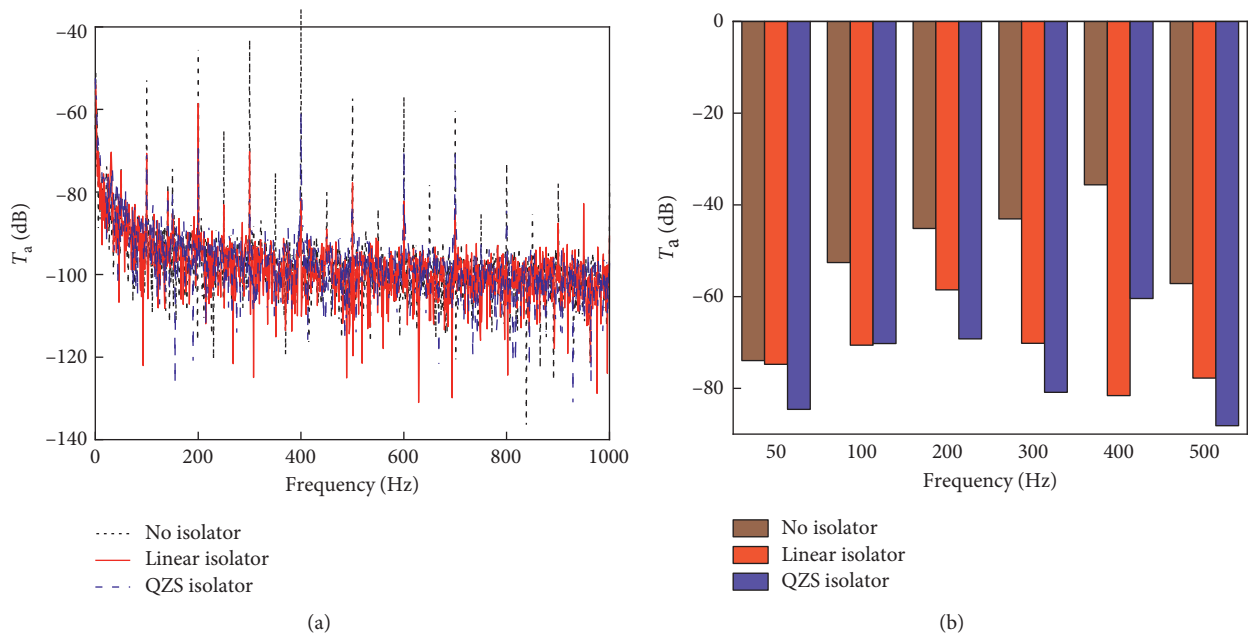 −40
−60
−80
−100
−120
−140
T_a (dB)
0
200
400
600
800
1000
Frequency (Hz)
No isolator
Linear isolator
QZS isolator
(a)
0
−20
−40
−60
−80
T_a (dB)
50
100
200
300
400
500
Frequency (Hz)
No isolator
Linear isolator
QZS isolator
(b)